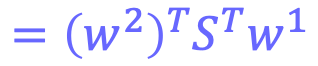 = (w²)ᵀSᵀw¹